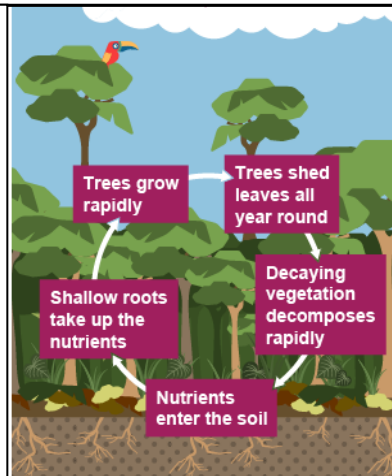 Trees grow
rapidly
Trees shed
leaves all
year round
Decaying
vegetation
decomposes
rapidly
Nutrients
enter the soil
Shallow roots
take up the
nutrients